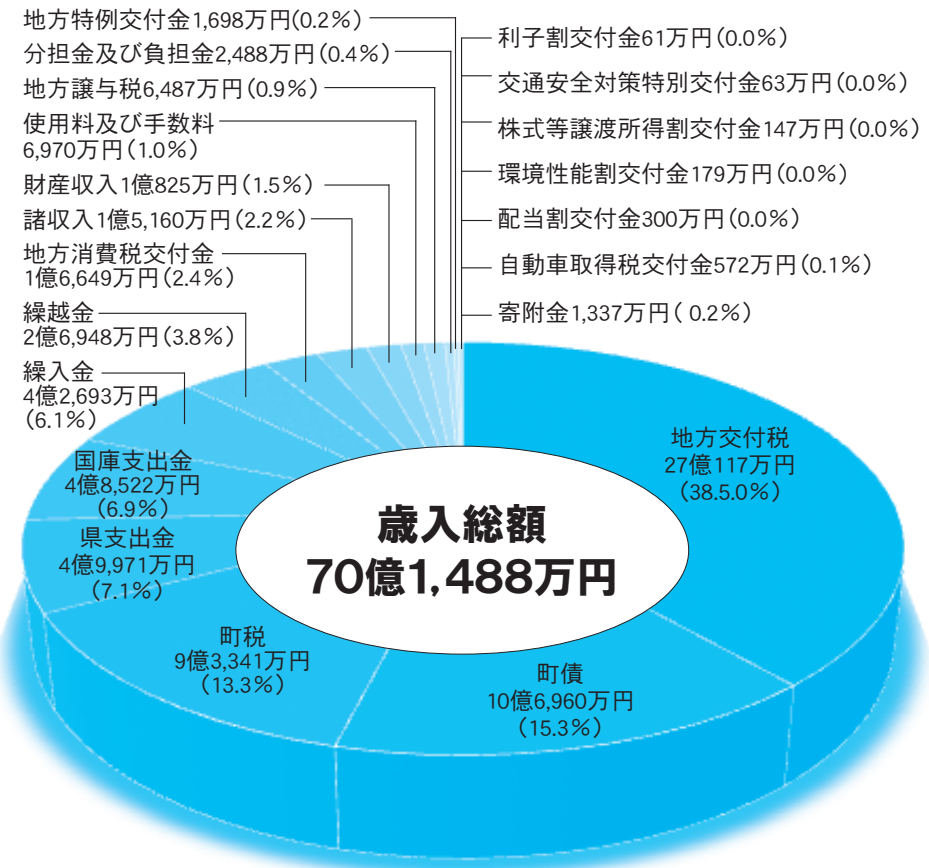 地方特例交付金1,698万円(0.2%)
分担金及び負担金2,488万円(0.4%)
地方譲与税6,487万円(0.9%)
使用料及び手数料
6,970万円(1.0%)
財産収入1億825万円(1.5%)
諸収入1億5,160万円(2.2%)
地方消費税交付金
1億6,649万円(2.4%)
繰越金
2億6,948万円(3.8%)
繰入金
4億2,693万円
(6.1%)
国庫支出金
4億8,522万円
(6.9%)
県支出金
4億9,971万円
(7.1%)
町税
9億3,341万円
(13.3%)
町債
10億6,960万円
(15.3%)
地方交付税
27億117万円
(38.5.0%)
利子割交付金61万円(0.0%)
交通安全対策特別交付金63万円(0.0%)
株式等譲渡所得割交付金147万円(0.0%)
環境性能割交付金179万円(0.0%)
配当割交付金300万円(0.0%)
自動車取得税交付金572万円(0.1%)
寄附金1,337万円( 0.2%)
歳入総額
70億1,488万円